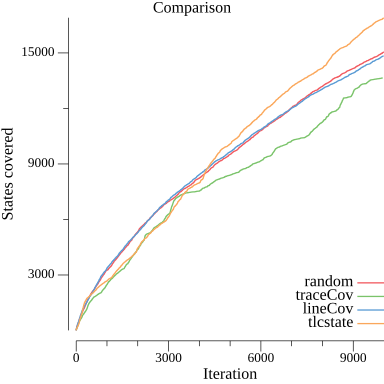 Comparison
States covered
15000
9000
3000
random
traceCov
lineCov
tlcstate
0 3000 6000 9000
Iteration